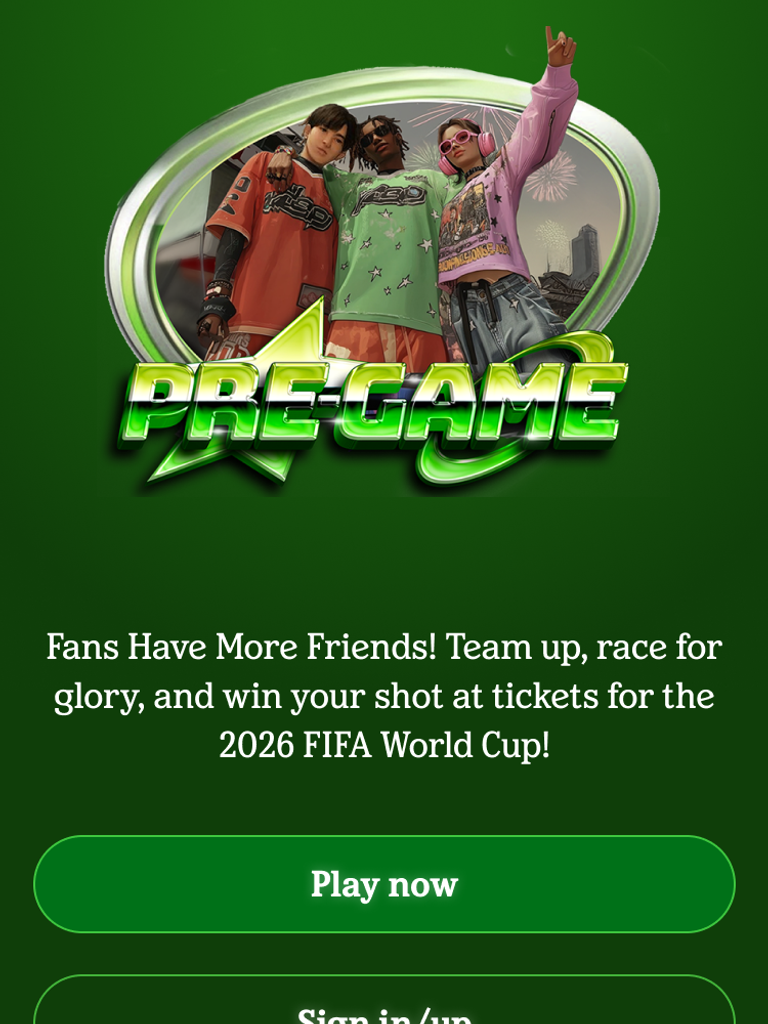 PRE-GAME
Fans Have More Friends! Team up, race for
glory, and win your shot at tickets for the
2026 FIFA World Cup!
Play now
Sign in/up